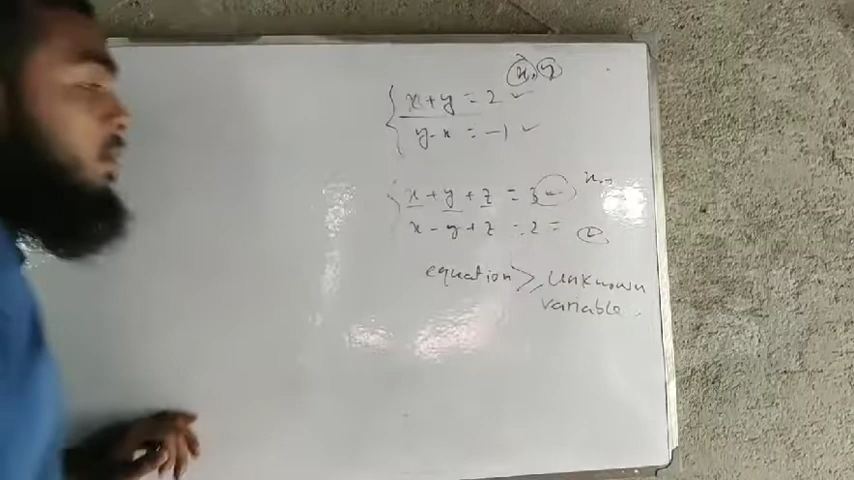 x, y
x + y = 2 ✓
y - x = -1 ✓
x + y + z = 3
x - y + z = 2 =
equation > unknown
variable.